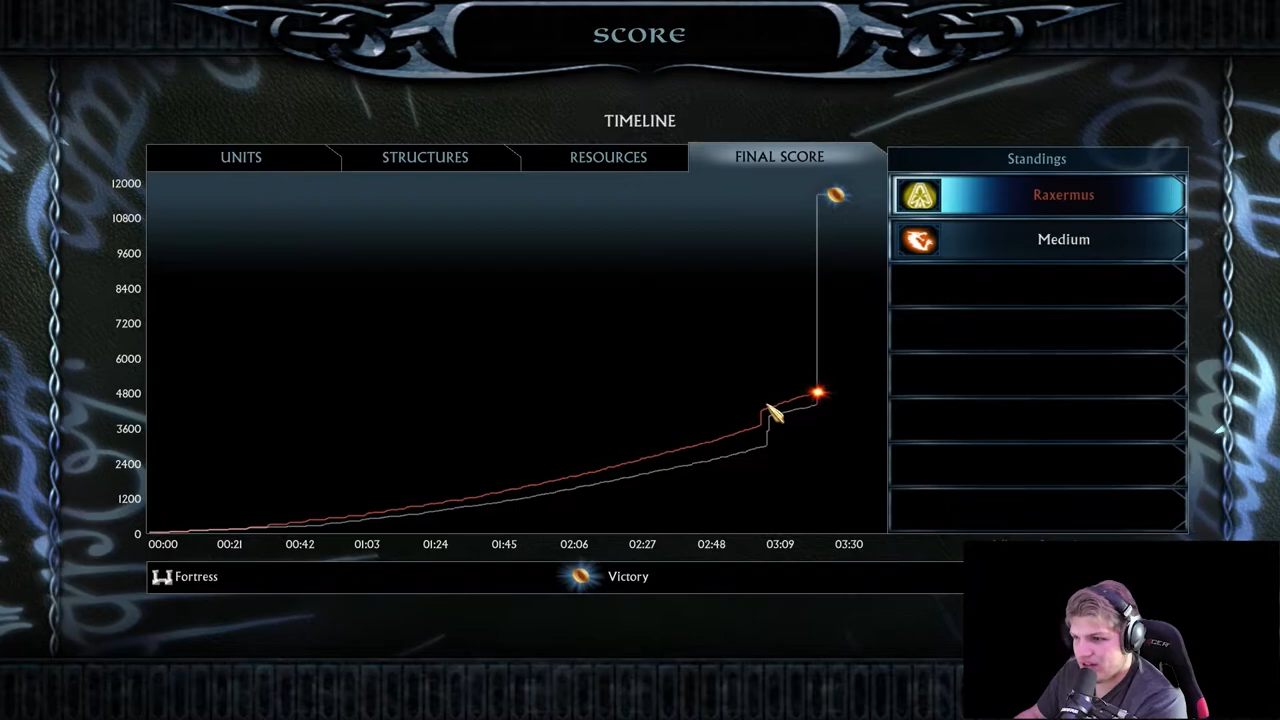 SCORE
TIMELINE
UNITS
STRUCTURES
RESOURCES
FINAL SCORE
Standings
Raxermus
Medium
12000
10800
9600
8400
7200
6000
4800
3600
2400
1200
0
00:00
00:21
00:42
01:03
01:24
01:45
02:06
02:27
02:48
03:09
03:30
Fortress
Victory